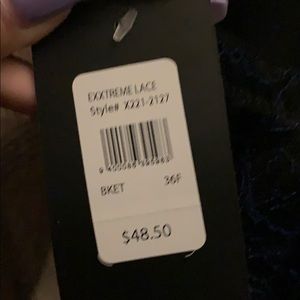 EXXTREME LACE
Style# X221-2127
BKET 36F
$48.50